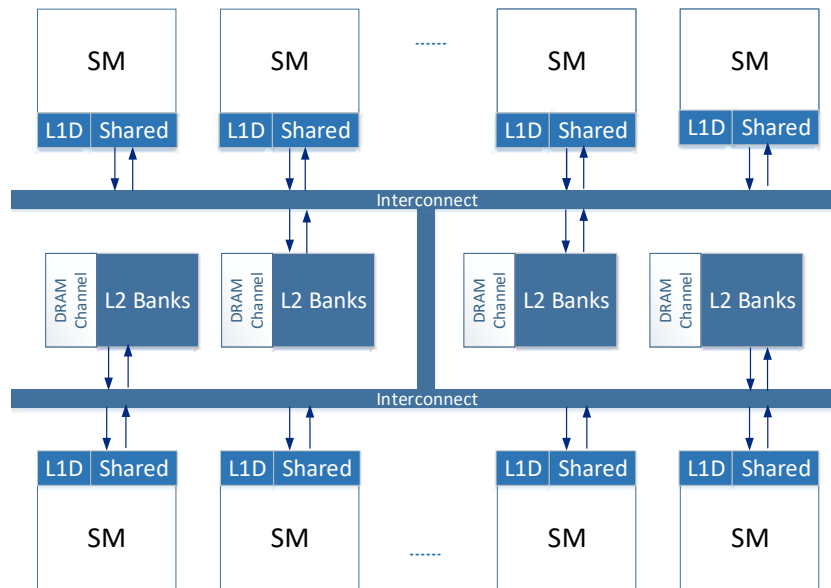 SM SM ...... SM SM
L1D Shared L1D Shared L1D Shared L1D Shared
Interconnect
DRAM Channel L2 Banks DRAM Channel L2 Banks DRAM Channel L2 Banks DRAM Channel L2 Banks
Interconnect
L1D Shared L1D Shared L1D Shared L1D Shared
SM SM ...... SM SM